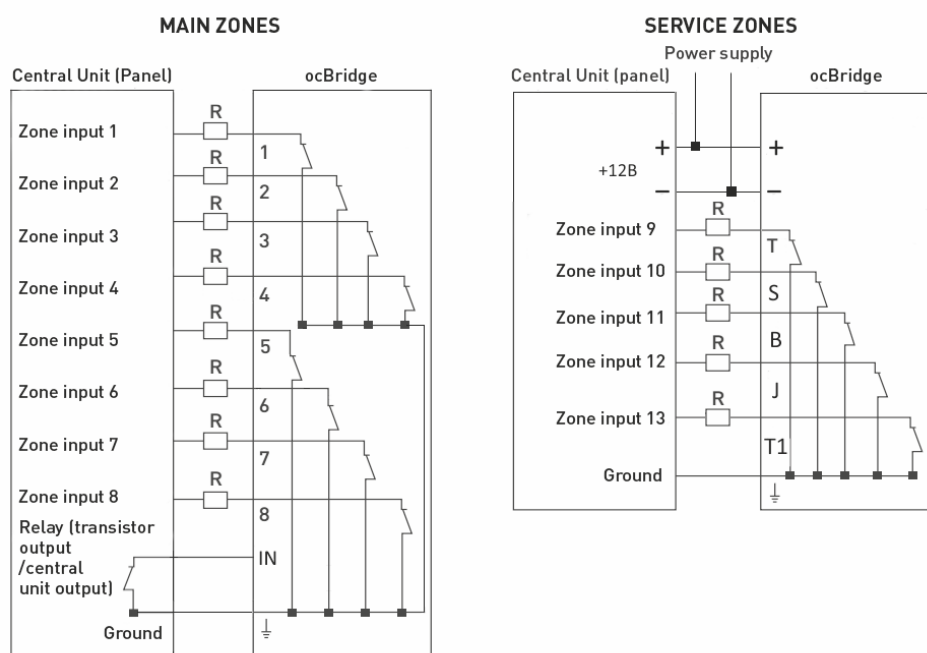 MAIN ZONES
Central Unit (Panel)
ocBridge
Zone input 1
R
1
Zone input 2
R
2
Zone input 3
R
3
Zone input 4
R
4
Zone input 5
R
5
Zone input 6
R
6
Zone input 7
R
7
Zone input 8
R
8
Relay (transistor
output
/central
unit output)
IN
Ground
SERVICE ZONES
Power supply
Central Unit (panel)
ocBridge
+
+
+12B
−
−
Zone input 9
R
T
Zone input 10
R
S
Zone input 11
R
B
Zone input 12
R
J
Zone input 13
R
T1
Ground